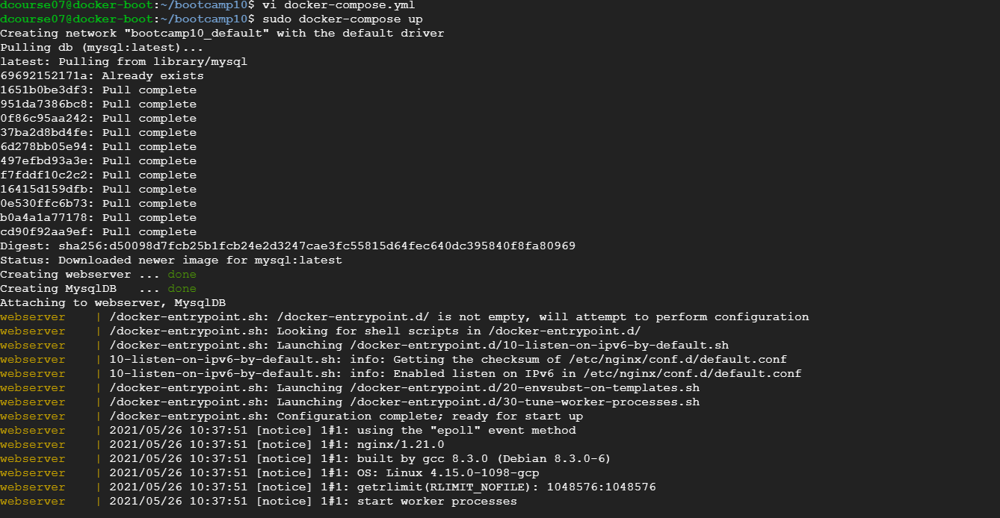 dcourse07@docker-boot:~/bootcamp10$ vi docker-compose.yml
dcourse07@docker-boot:~/bootcamp10$ sudo docker-compose up
Creating network "bootcamp10_default" with the default driver
Pulling db (mysql:latest)...
latest: Pulling from library/mysql
69692152171a: Already exists
1651b0be3df3: Pull complete
951da7386bc8: Pull complete
0f86c95aa242: Pull complete
37ba2d8bd4fe: Pull complete
6d278bb05e94: Pull complete
497efbd93a3e: Pull complete
f7fddf10c2c2: Pull complete
16415d159dfb: Pull complete
0e530ffc6b73: Pull complete
b0a4a1a77178: Pull complete
cd90f92aa9ef: Pull complete
Digest: sha256:d50098d7fcb25b1fcb24e2d3247cae3fc55815d64fec640dc395840f8fa80969
Status: Downloaded newer image for mysql:latest
Creating webserver ... done
Creating MysqlDB   ... done
Attaching to webserver, MysqlDB
webserver    | /docker-entrypoint.sh: /docker-entrypoint.d/ is not empty, will attempt to perform configuration
webserver    | /docker-entrypoint.sh: Looking for shell scripts in /docker-entrypoint.d/
webserver    | /docker-entrypoint.sh: Launching /docker-entrypoint.d/10-listen-on-ipv6-by-default.sh
webserver    | 10-listen-on-ipv6-by-default.sh: info: Getting the checksum of /etc/nginx/conf.d/default.conf
webserver    | 10-listen-on-ipv6-by-default.sh: info: Enabled listen on IPv6 in /etc/nginx/conf.d/default.conf
webserver    | /docker-entrypoint.sh: Launching /docker-entrypoint.d/20-envsubst-on-templates.sh
webserver    | /docker-entrypoint.sh: Launching /docker-entrypoint.d/30-tune-worker-processes.sh
webserver    | /docker-entrypoint.sh: Configuration complete; ready for start up
webserver    | 2021/05/26 10:37:51 [notice] 1#1: using the "epoll" event method
webserver    | 2021/05/26 10:37:51 [notice] 1#1: nginx/1.21.0
webserver    | 2021/05/26 10:37:51 [notice] 1#1: built by gcc 8.3.0 (Debian 8.3.0-6)
webserver    | 2021/05/26 10:37:51 [notice] 1#1: OS: Linux 4.15.0-1098-gcp
webserver    | 2021/05/26 10:37:51 [notice] 1#1: getrlimit(RLIMIT_NOFILE): 1048576:1048576
webserver    | 2021/05/26 10:37:51 [notice] 1#1: start worker processes